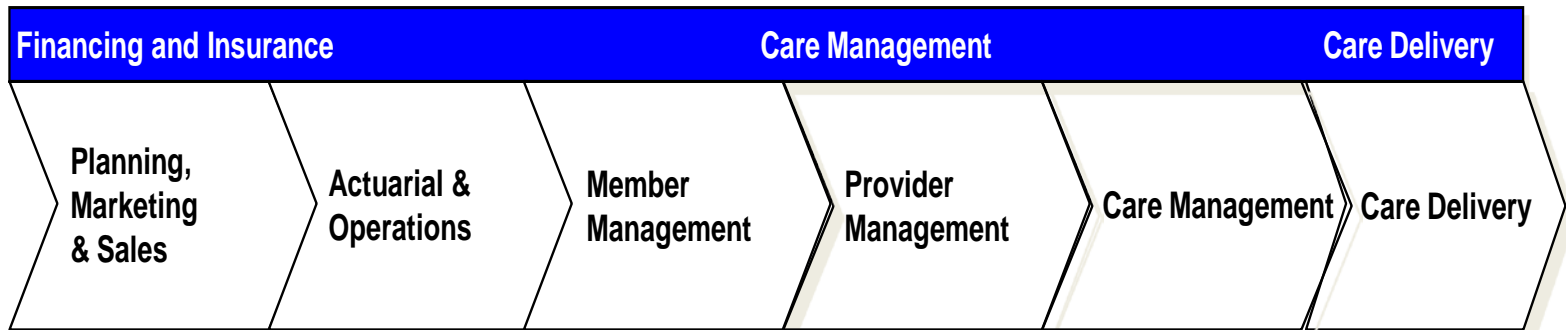 Financing and Insurance Care Management Care Delivery
Planning,
Marketing
& Sales
Actuarial &
Operations
Member
Management
Provider
Management
Care Management
Care Delivery